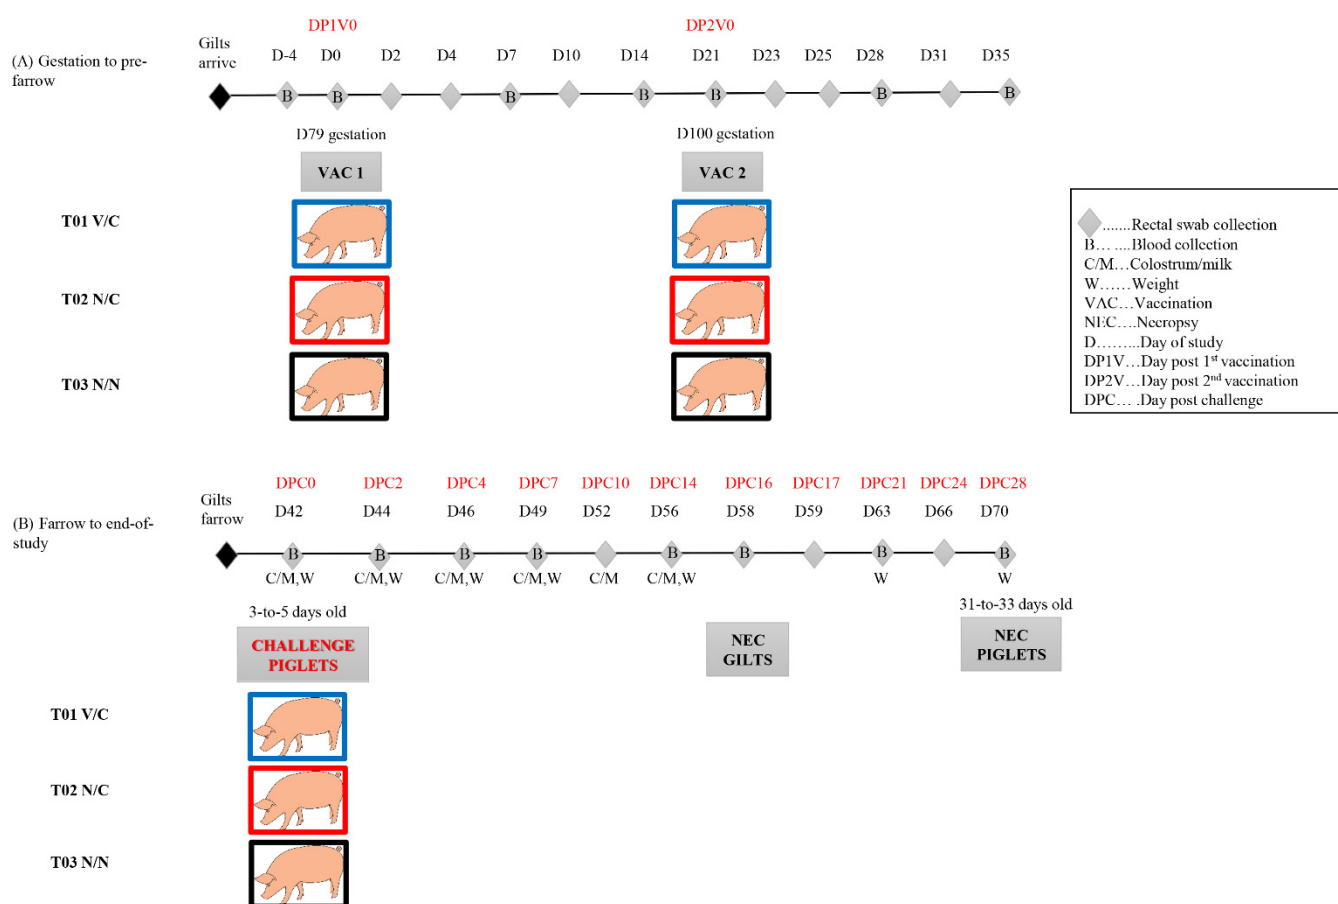 DP1V0 DP2V0
Gilts
arrive
D-4 D0 D2 D4 D7 D10 D14 D21 D23 D25 D28 D31 D35
(A) Gestation to pre-
farrow
B B B B B B B
D79 gestation D100 gestation
VAC 1 VAC 2
T01 V/C
T02 N/C
T03 N/N
.......Rectal swab collection
B... ....Blood collection
C/M...Colostrum/milk
W......Weight
VAC...Vaccination
NEC....Necropsy
D........Day of study
DP1V...Day post 1st vaccination
DP2V...Day post 2nd vaccination
DPC... .Day post challenge
DPC0 DPC2 DPC4 DPC7 DPC10 DPC14 DPC16 DPC17 DPC21 DPC24 DPC28
Gilts
farrow
D42 D44 D46 D49 D52 D56 D58 D59 D63 D66 D70
(B) Farrow to end-of-
study
B B B B B B B B
C/M,W C/M,W C/M,W C/M,W C/M C/M,W W W
3-to-5 days old 31-to-33 days old
CHALLENGE
PIGLETS
NEC
GILTS
NEC
PIGLETS
T01 V/C
T02 N/C
T03 N/N